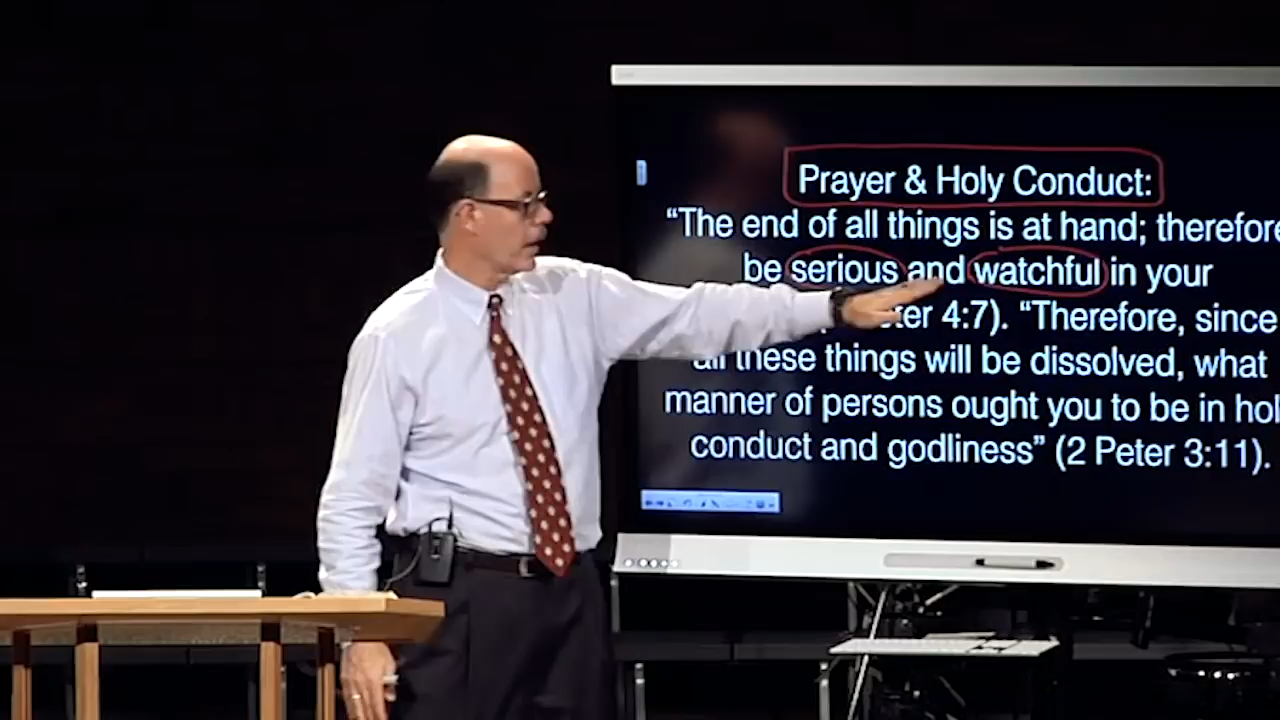 Prayer & Holy Conduct:
“The end of all things is at hand; therefore
be serious and watchful in your
4:7). “Therefore, since
all these things will be dissolved, what
manner of persons ought you to be in hol
conduct and godliness” (2 Peter 3:11).